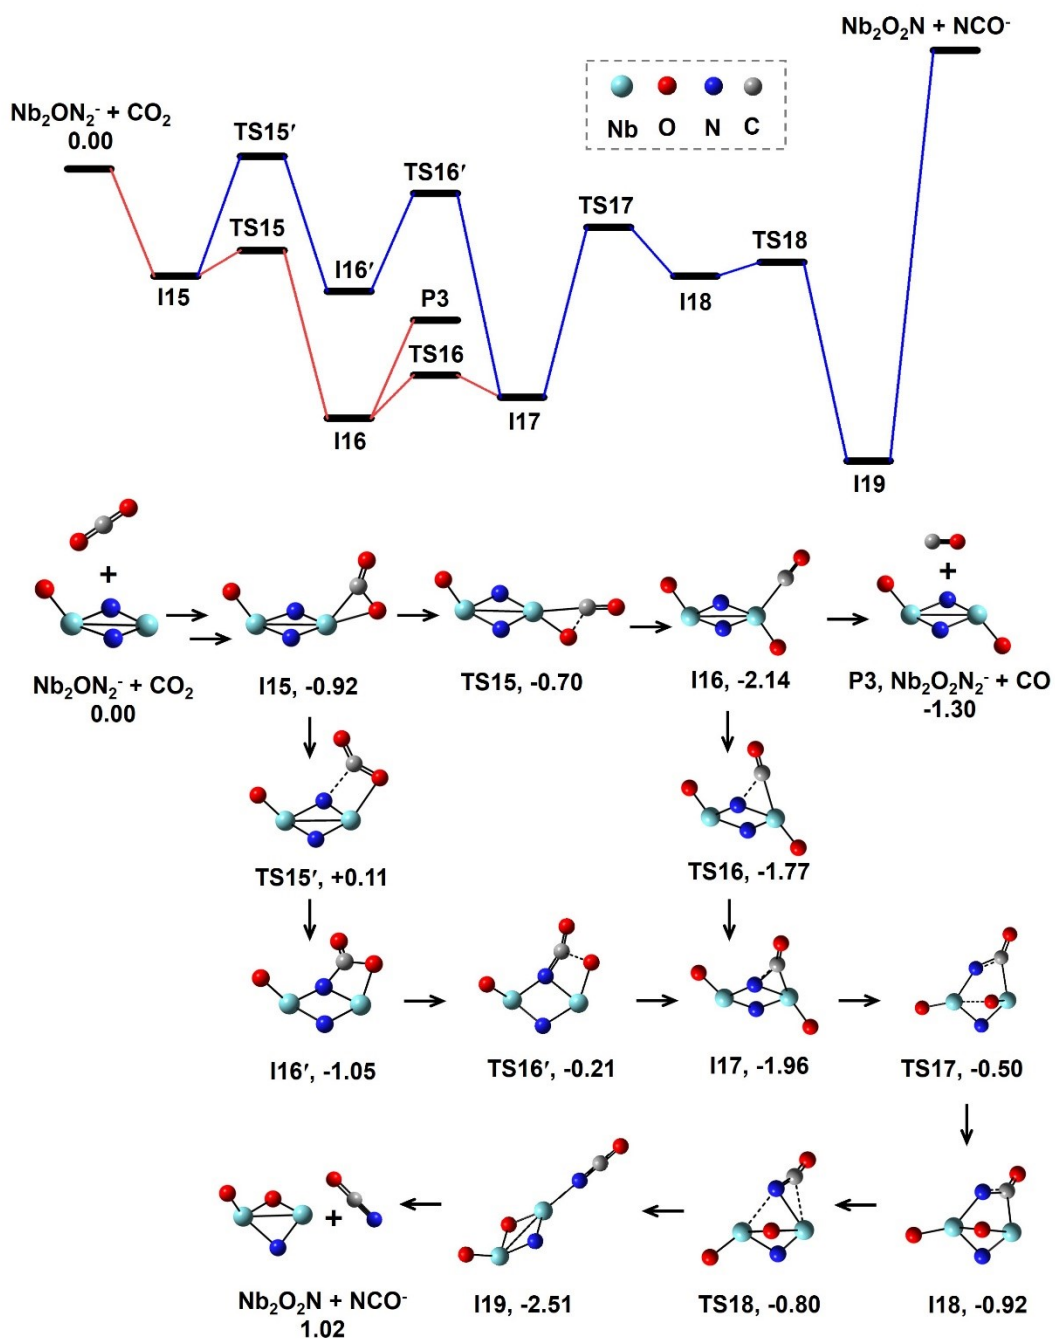 Nb₂O₂N + NCO⁻
Nb O N C
Nb₂ON₂⁻ + CO₂
0.00
TS15′
TS16′
TS15
TS17
TS18
I15
I16′
P3
TS16
I18
I16
I17
I19
+
+
Nb₂ON₂⁻ + CO₂
0.00
I15, -0.92
TS15, -0.70
I16, -2.14
P3, Nb₂O₂N₂⁻ + CO
-1.30
TS15′, +0.11
TS16, -1.77
I16′, -1.05
TS16′, -0.21
I17, -1.96
TS17, -0.50
+
Nb₂O₂N + NCO⁻
1.02
I19, -2.51
TS18, -0.80
I18, -0.92